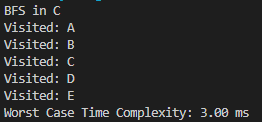 BFS in C
Visited: A
Visited: B
Visited: C
Visited: D
Visited: E
Worst Case Time Complexity: 3.00 ms